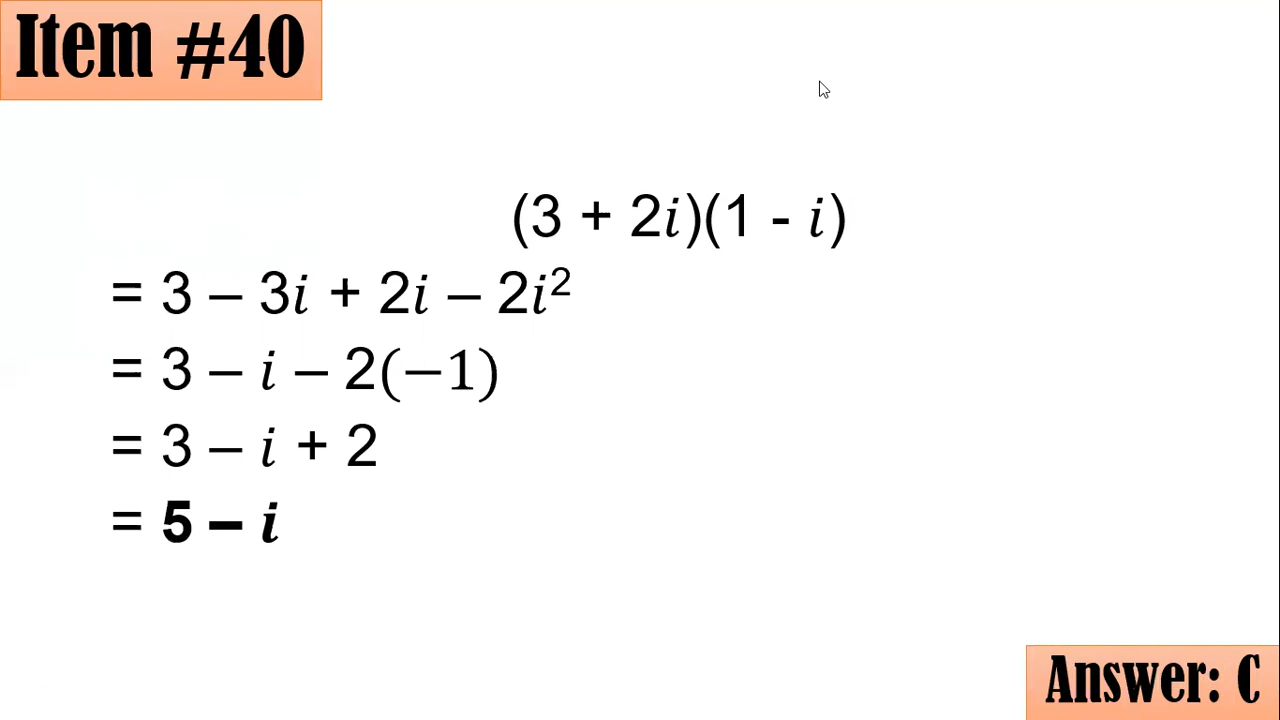 Item #40
(3 + 2i)(1 - i)
= 3 – 3i + 2i – 2i²
= 3 – i – 2(−1)
= 3 – i + 2
= 5 – i
Answer: C